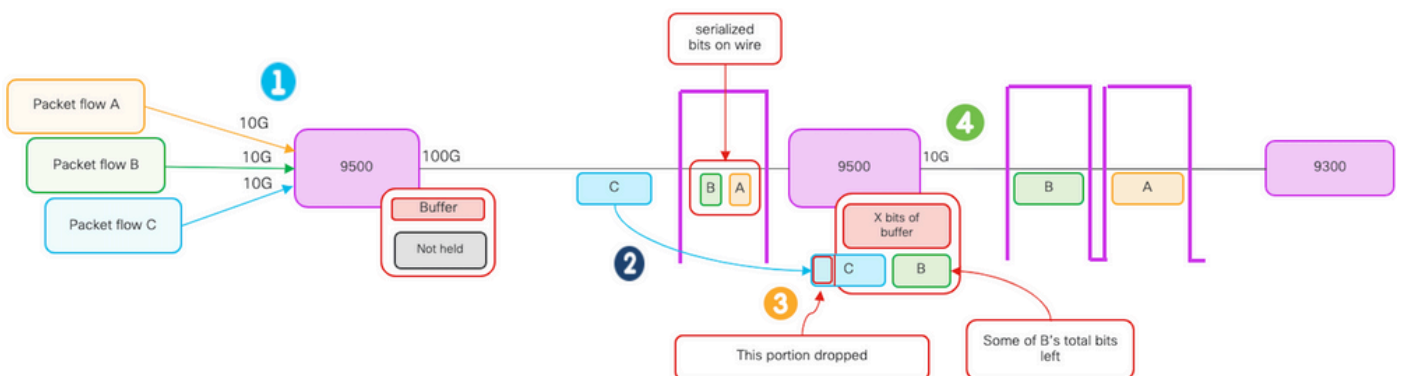 serialized
bits on wire
1
Packet flow A
10G
4
Packet flow B
10G
9500
100G
9500
10G
9300
10G
Packet flow C
C
B
A
B
A
Buffer
Not held
X bits of
buffer
2
C
B
3
This portion dropped
Some of B's total bits
left